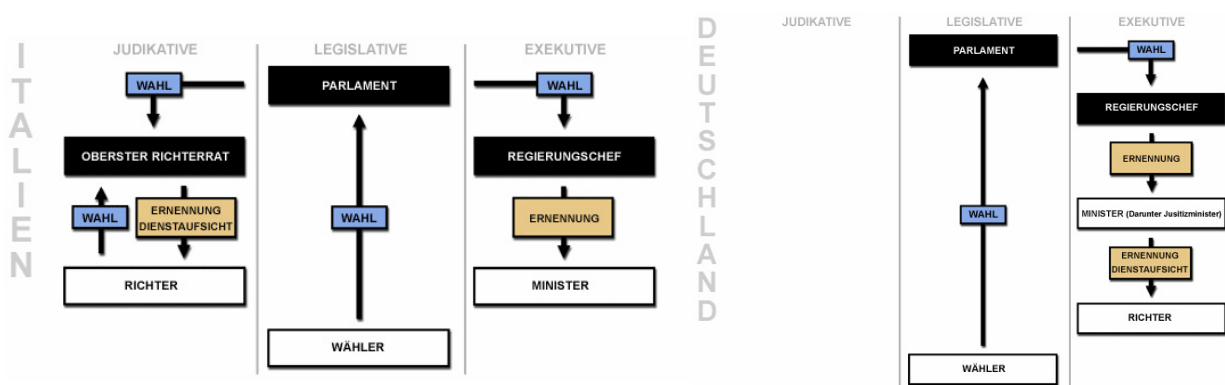 ITALIEN
JUDIKATIVE
LEGISLATIVE
EXEKUTIVE
WAHL
PARLAMENT
WAHL
OBERSTER RICHTERRAT
REGIERUNGSCHEF
WAHL
ERNENNUNG
DIENSTAUFSICHT
WAHL
ERNENNUNG
RICHTER
MINISTER
WÄHLER
DEUTSCHLAND
JUDIKATIVE
LEGISLATIVE
EXEKUTIVE
PARLAMENT
WAHL
REGIERUNGSCHEF
ERNENNUNG
WAHL
MINISTER (Darunter Jusitizminister)
ERNENNUNG
DIENSTAUFSICHT
RICHTER
WÄHLER